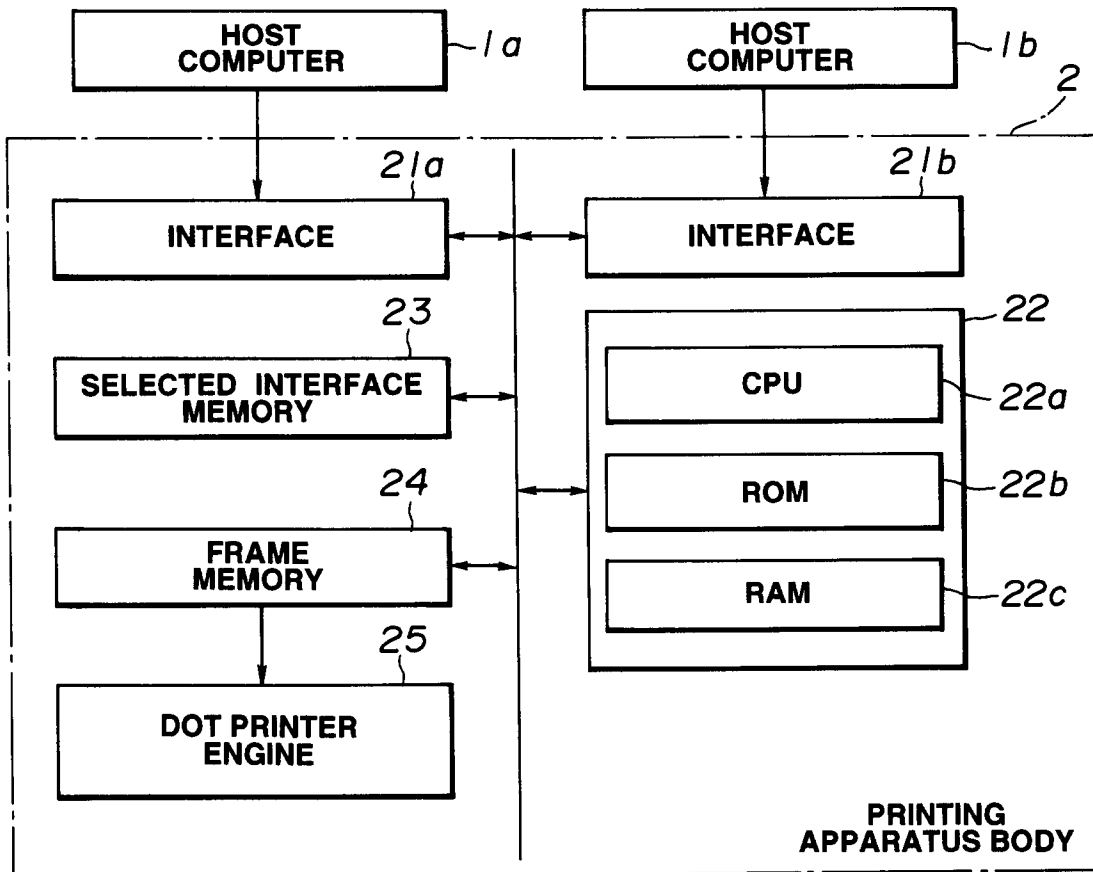 HOST
COMPUTER
1a
HOST
COMPUTER
1b
2
21a
INTERFACE
21b
INTERFACE
23
SELECTED INTERFACE
MEMORY
22
CPU
22a
ROM
22b
RAM
22c
24
FRAME
MEMORY
25
DOT PRINTER
ENGINE
PRINTING
APPARATUS BODY